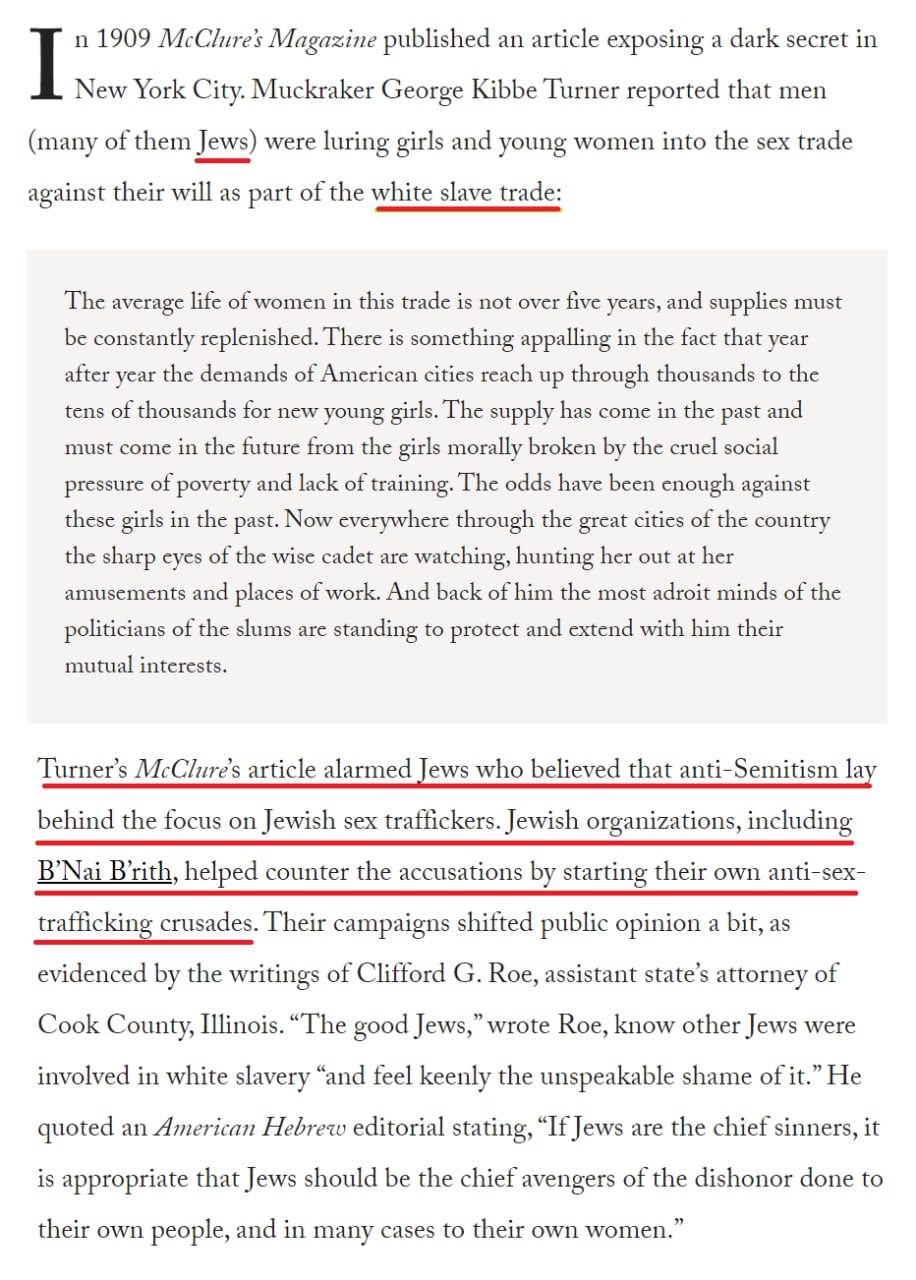 In 1909 McClure's Magazine published an article exposing a dark secret in
New York City. Muckraker George Kibbe Turner reported that men
(many of them Jews) were luring girls and young women into the sex trade
against their will as part of the white slave trade:
The average life of women in this trade is not over five years, and supplies must
be constantly replenished. There is something appalling in the fact that year
after year the demands of American cities reach up through thousands to the
tens of thousands for new young girls. The supply has come in the past and
must come in the future from the girls morally broken by the cruel social
pressure of poverty and lack of training. The odds have been enough against
these girls in the past. Now everywhere through the great cities of the country
the sharp eyes of the wise cadet are watching, hunting her out at her
amusements and places of work. And back of him the most adroit minds of the
politicians of the slums are standing to protect and extend with him their
mutual interests.
Turner's McClure's article alarmed Jews who believed that anti-Semitism lay
behind the focus on Jewish sex traffickers. Jewish organizations, including
B'Nai B'rith, helped counter the accusations by starting their own anti-sex-
trafficking crusades. Their campaigns shifted public opinion a bit, as
evidenced by the writings of Clifford G. Roe, assistant state's attorney of
Cook County, Illinois. “The good Jews,” wrote Roe, know other Jews were
involved in white slavery “and feel keenly the unspeakable shame of it.” He
quoted an American Hebrew editorial stating, “If Jews are the chief sinners, it
is appropriate that Jews should be the chief avengers of the dishonor done to
their own people, and in many cases to their own women.”